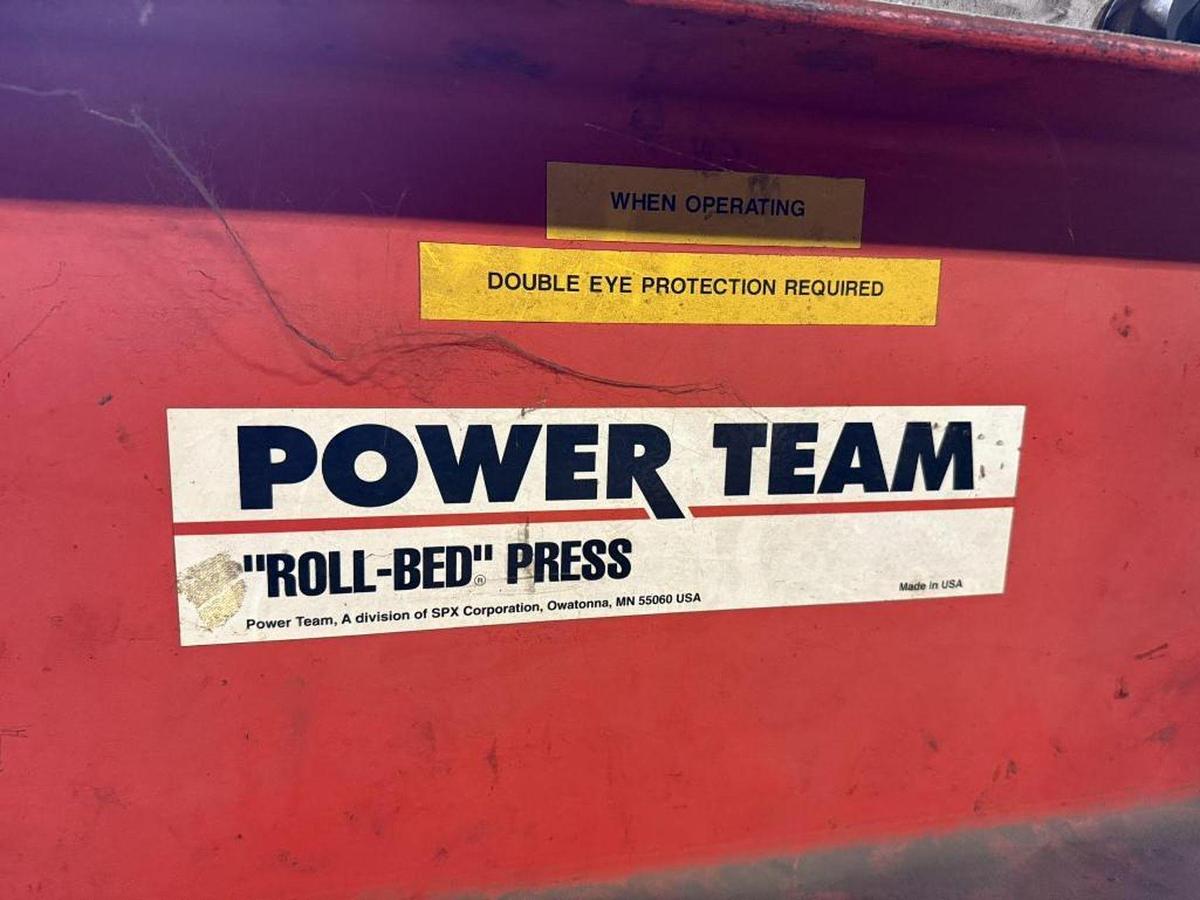 WHEN OPERATING
DOUBLE EYE PROTECTION REQUIRED
POWER TEAM
"ROLL-BED"® PRESS
Power Team, A division of SPX Corporation, Owatonna, MN 55060 USA
Made in USA